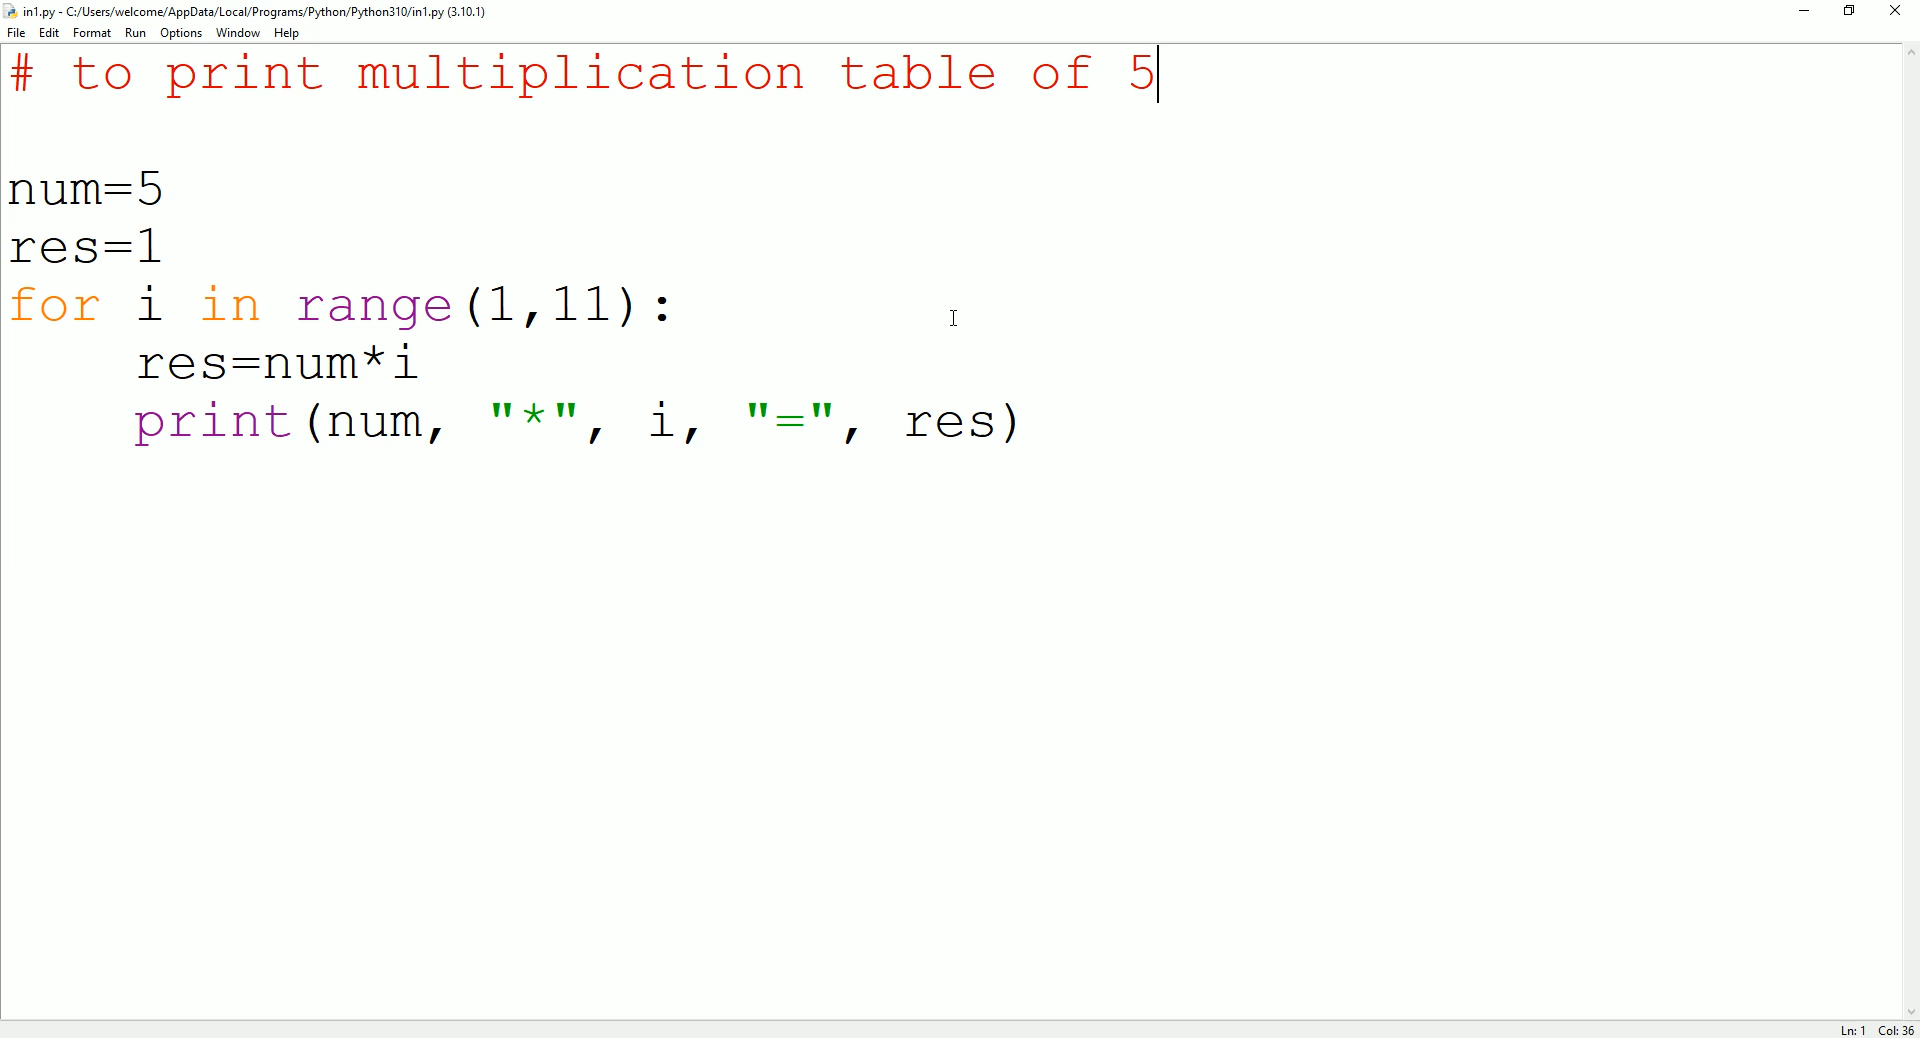 in1.py - C:/Users/welcome/AppData/Local/Programs/Python/Python310/in1.py (3.10.1)
File Edit Format Run Options Window Help
# to print multiplication table of 5

num=5
res=1
for i in range(1,11):
    res=num*i
    print(num, "*", i, "=", res)
Ln: 1 Col: 36